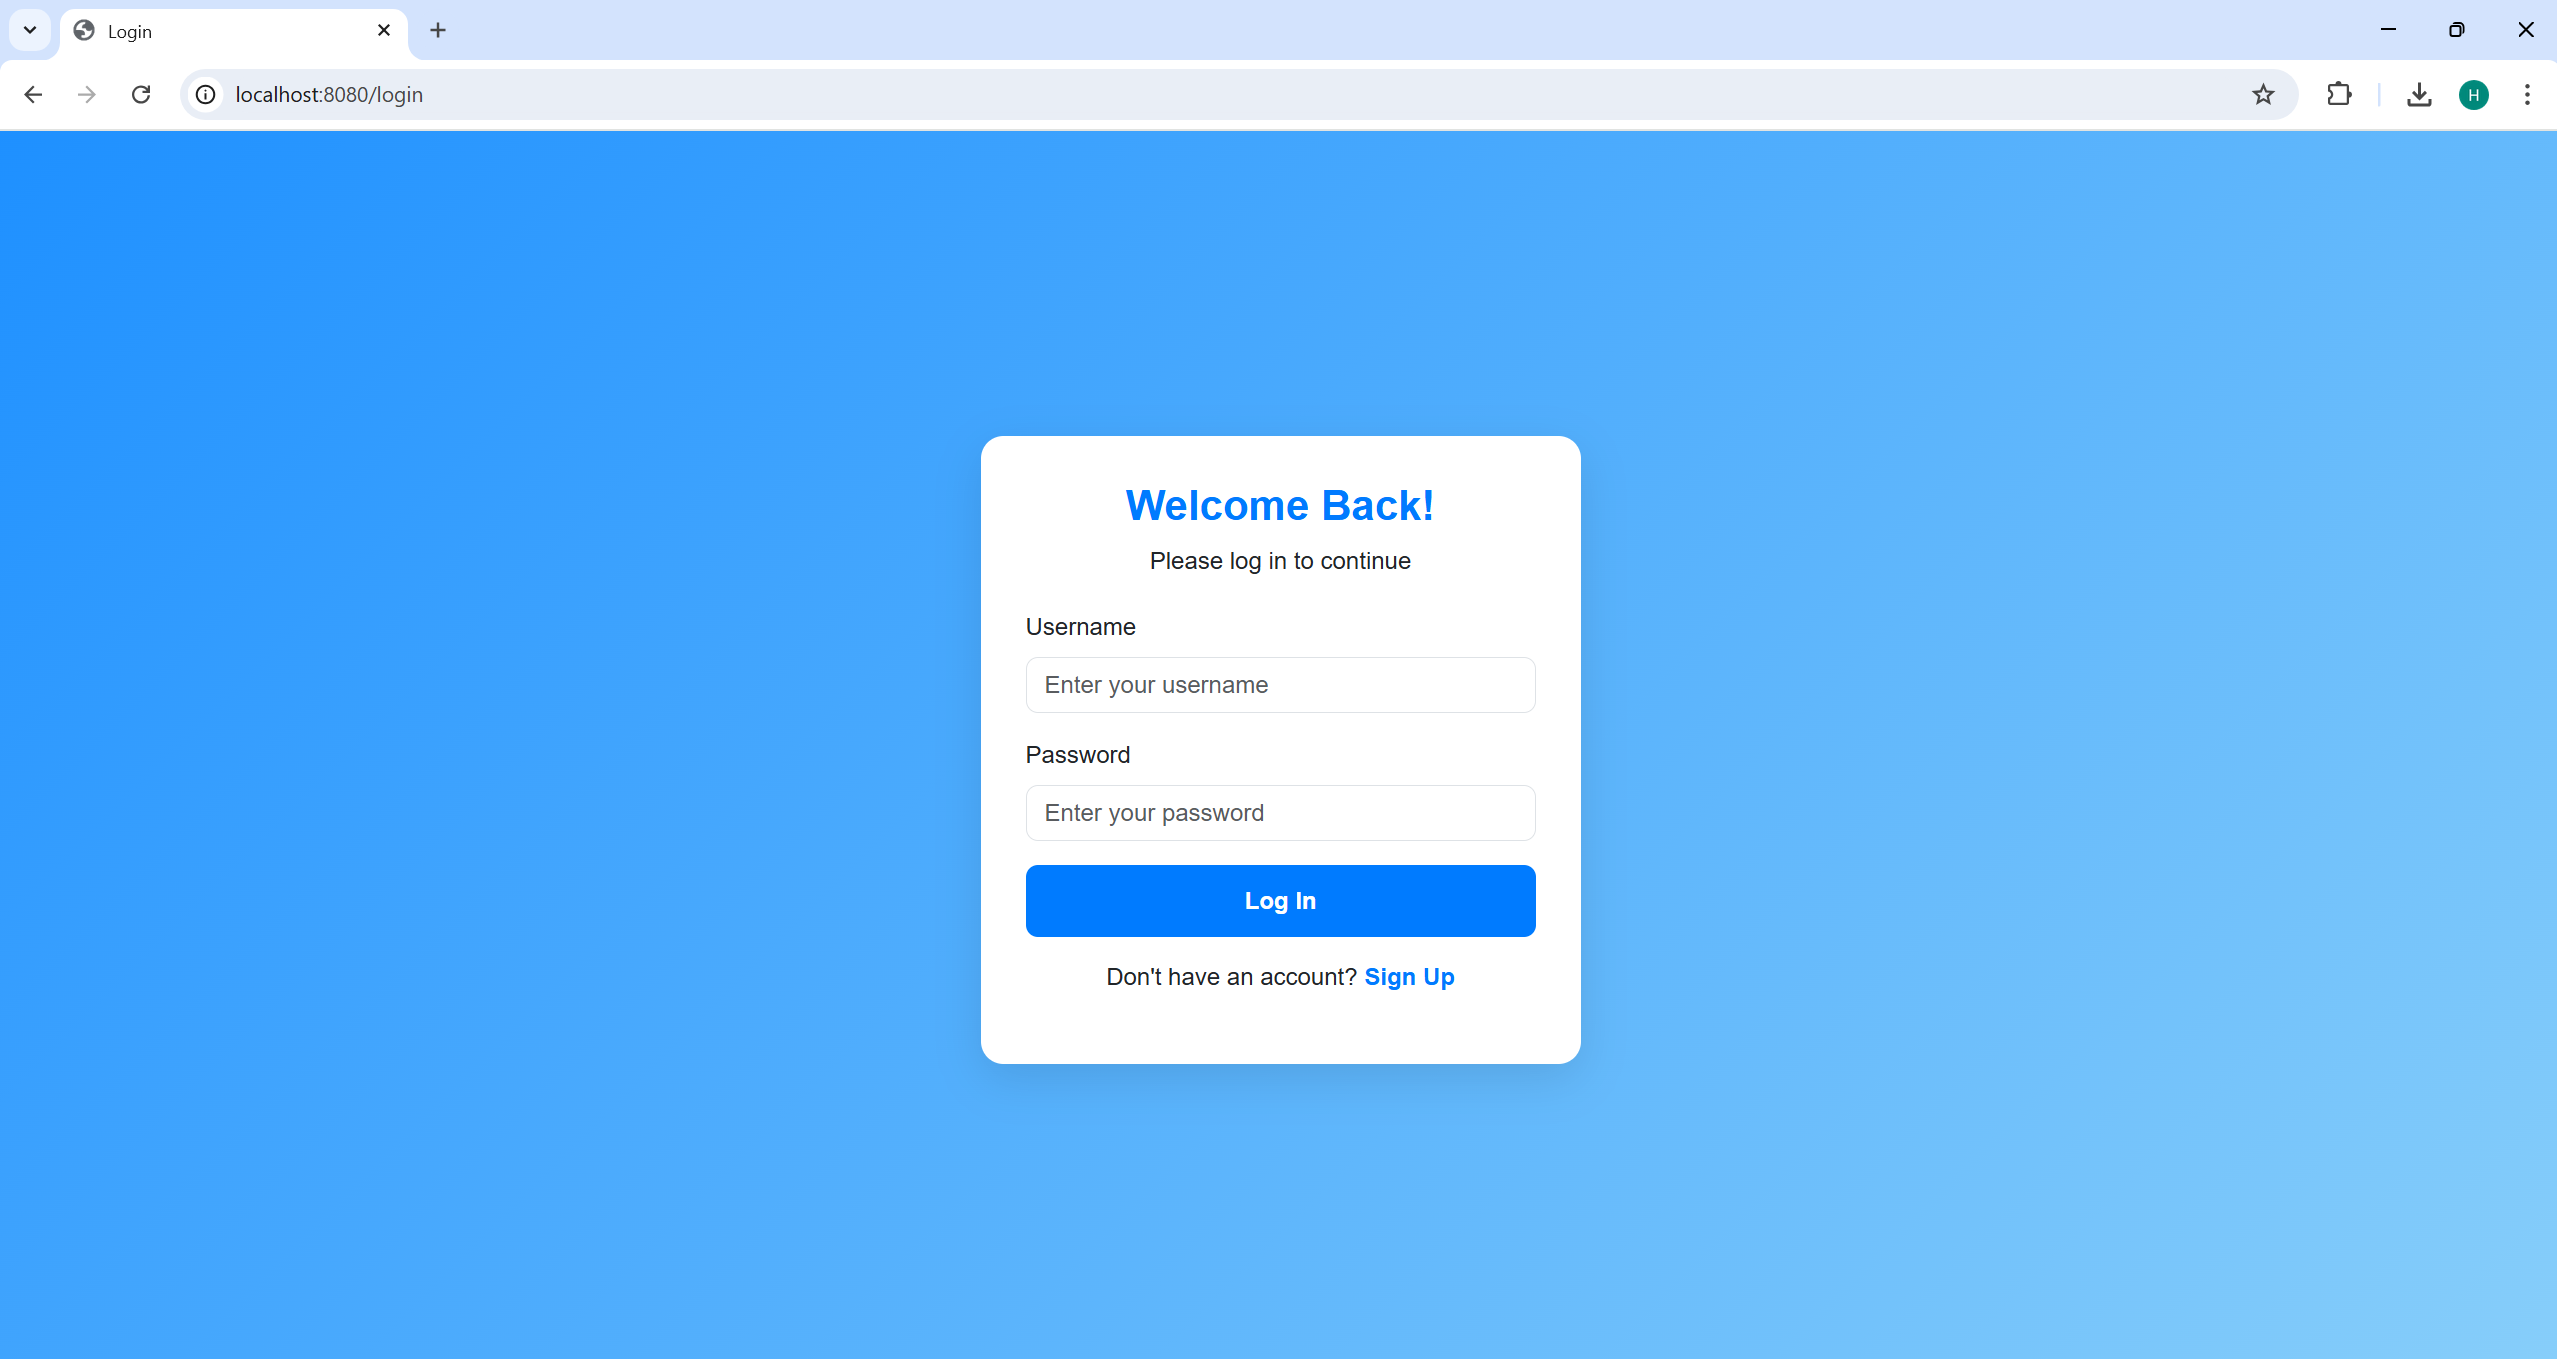 Login
localhost:8080/login
H
Welcome Back!
Please log in to continue
Username
Enter your username
Password
Enter your password
Log In
Don't have an account? Sign Up